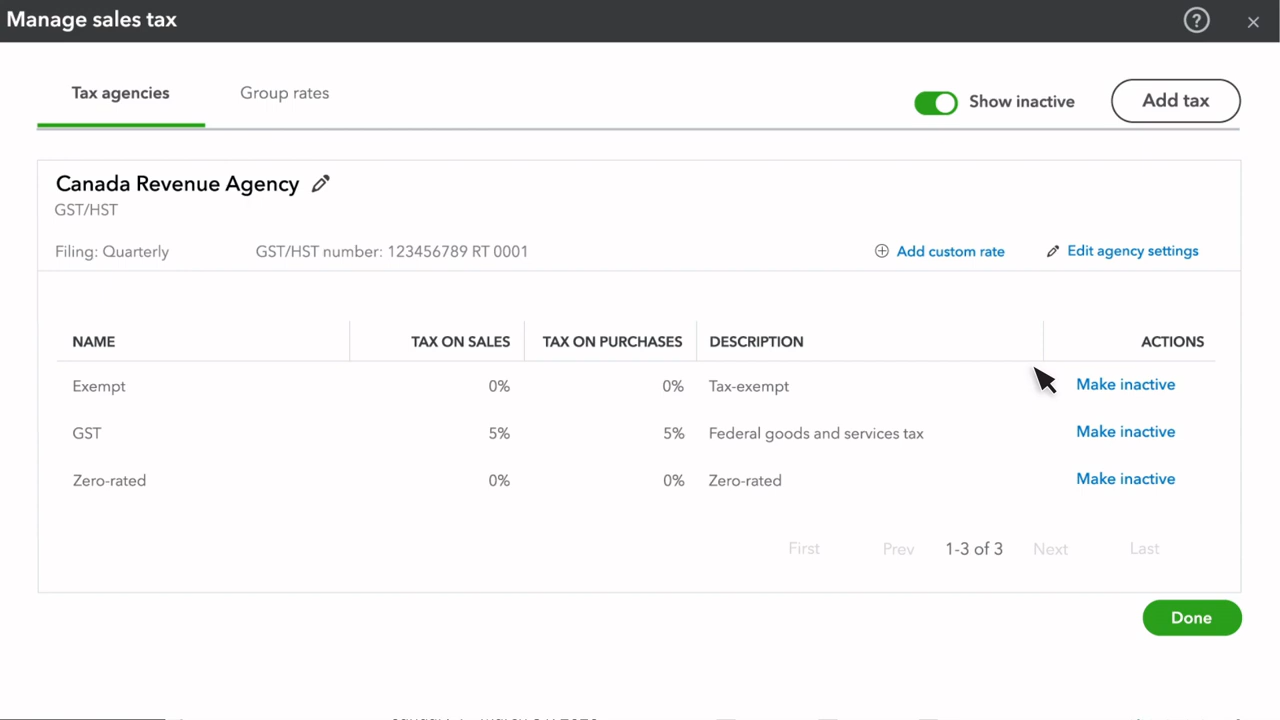 Manage sales tax
Tax agencies Group rates Show inactive Add tax
Canada Revenue Agency
GST/HST
Filing: Quarterly GST/HST number: 123456789 RT 0001 Add custom rate Edit agency settings
NAME TAX ON SALES TAX ON PURCHASES DESCRIPTION ACTIONS
Exempt 0% 0% Tax-exempt Make inactive
GST 5% 5% Federal goods and services tax Make inactive
Zero-rated 0% 0% Zero-rated Make inactive
First Prev 1-3 of 3 Next Last
Done